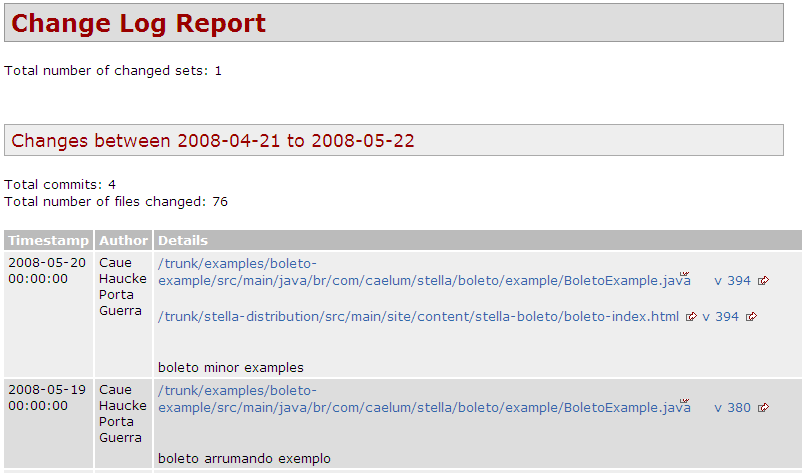 Change Log Report
Total number of changed sets: 1
Changes between 2008-04-21 to 2008-05-22
Total commits: 4
Total number of files changed: 76
Timestamp Author Details
2008-05-20
00:00:00
Caue
Haucke
Porta
Guerra
/trunk/examples/boleto-
example/src/main/java/br/com/caelum/stella/boleto/example/BoletoExample.java v 394
/trunk/stella-distribution/src/main/site/content/stella-boleto/boleto-index.html v 394
boleto minor examples
2008-05-19
00:00:00
Caue
Haucke
Porta
Guerra
/trunk/examples/boleto-
example/src/main/java/br/com/caelum/stella/boleto/example/BoletoExample.java v 380
boleto arrumando exemplo